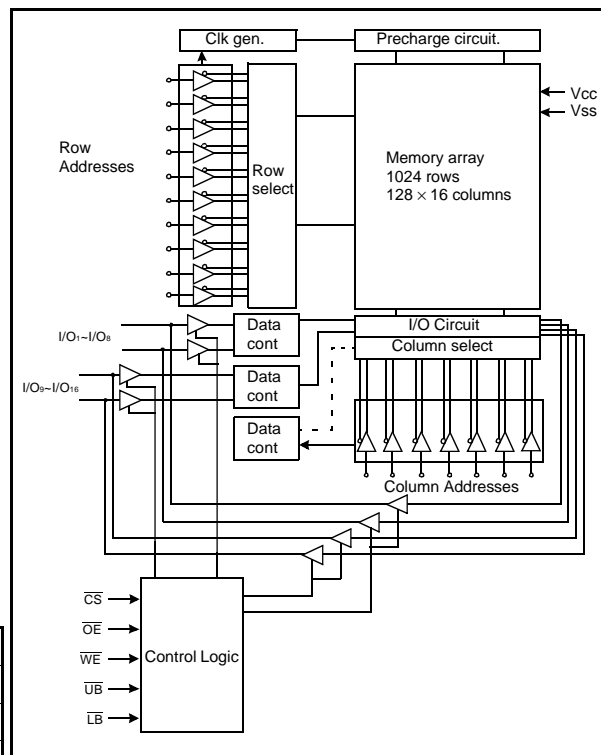 Clk gen.
Precharge circuit.
Vcc
Vss
Row
Addresses
Row
select
Memory array
1024 rows
128 × 16 columns
I/O1~I/O8
Data
cont
I/O Circuit
Column select
I/O9~I/O16
Data
cont
Data
cont
Column Addresses
CS
OE
WE
UB
LB
Control Logic